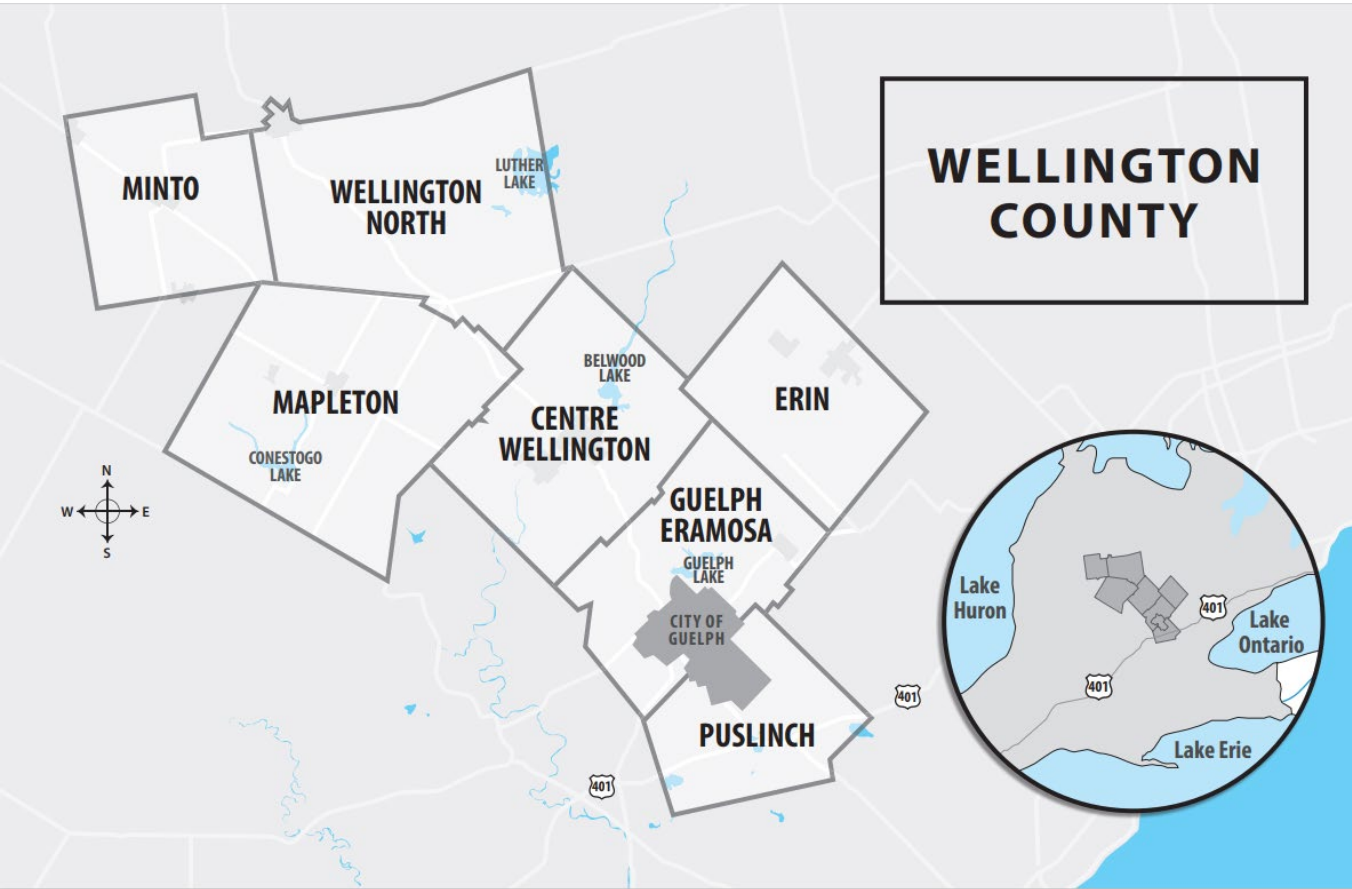 WELLINGTON
COUNTY
MINTO
WELLINGTON
NORTH
LUTHER
LAKE
MAPLETON
CONESTOGO
LAKE
BELWOOD
LAKE
CENTRE
WELLINGTON
ERIN
GUELPH
ERAMOSA
GUELPH
LAKE
CITY OF
GUELPH
PUSLINCH
401
401
N
W E
S
Lake
Huron
401
Lake
Ontario
401
Lake Erie